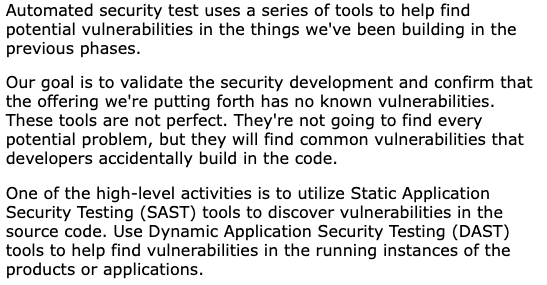 Automated security test uses a series of tools to help find
potential vulnerabilities in the things we've been building in the
previous phases.
Our goal is to validate the security development and confirm that
the offering we're putting forth has no known vulnerabilities.
These tools are not perfect. They're not going to find every
potential problem, but they will find common vulnerabilities that
developers accidentally build in the code.
One of the high-level activities is to utilize Static Application
Security Testing (SAST) tools to discover vulnerabilities in the
source code. Use Dynamic Application Security Testing (DAST)
tools to help find vulnerabilities in the running instances of the
products or applications.